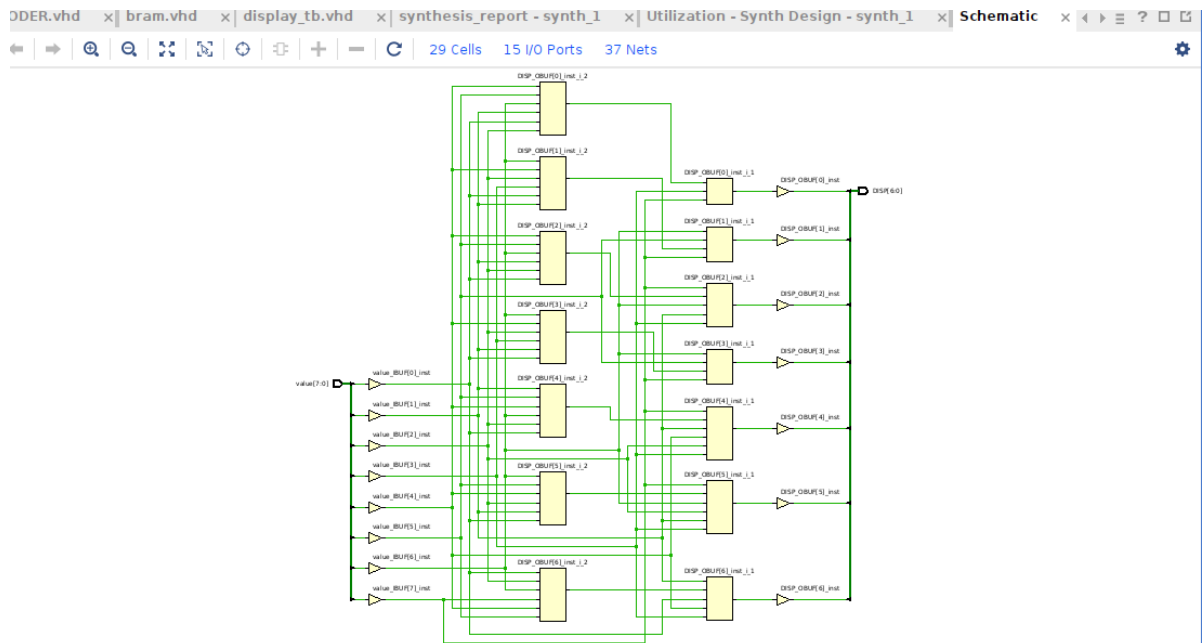 ODER.vhd × bram.vhd × display_tb.vhd × synthesis_report - synth_1 × Utilization - Synth Design - synth_1 × Schematic ×
29 Cells 15 I/O Ports 37 Nets
DISP_OBUF[0]_inst_i_2
DISP_OBUF[1]_inst_i_2
DISP_OBUF[0]_inst_i_1
DISP_OBUF[0]_inst
DISP[6:0]
DISP_OBUF[2]_inst_i_2
DISP_OBUF[1]_inst_i_1
DISP_OBUF[1]_inst
DISP_OBUF[2]_inst_i_1
DISP_OBUF[2]_inst
DISP_OBUF[3]_inst_i_2
DISP_OBUF[3]_inst_i_1
DISP_OBUF[3]_inst
value[7:0]
value_IBUF[0]_inst
DISP_OBUF[4]_inst_i_2
DISP_OBUF[4]_inst_i_1
value_IBUF[1]_inst
DISP_OBUF[4]_inst
value_IBUF[2]_inst
value_IBUF[3]_inst
DISP_OBUF[5]_inst_i_2
DISP_OBUF[5]_inst_i_1
value_IBUF[4]_inst
DISP_OBUF[5]_inst
value_IBUF[5]_inst
value_IBUF[6]_inst
DISP_OBUF[6]_inst_i_2
DISP_OBUF[6]_inst_i_1
value_IBUF[7]_inst
DISP_OBUF[6]_inst